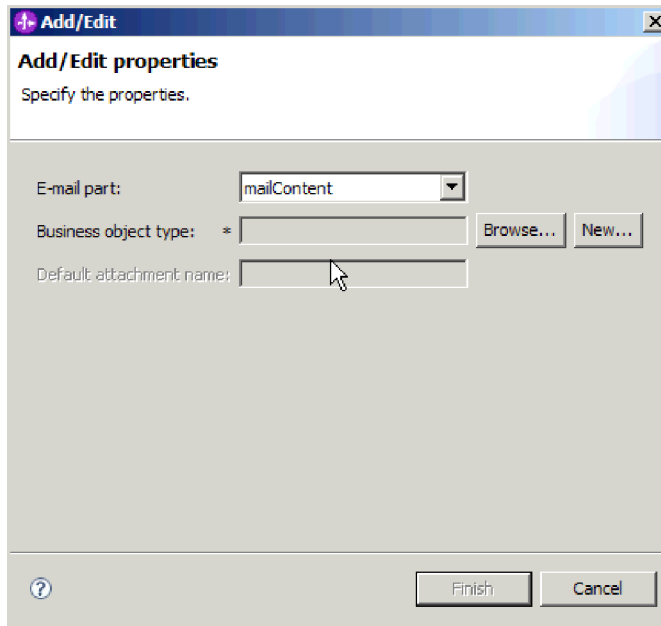 Add/Edit
Add/Edit properties
Specify the properties.
E-mail part: mailContent
Business object type: * Browse... New...
Default attachment name:
? Finish Cancel